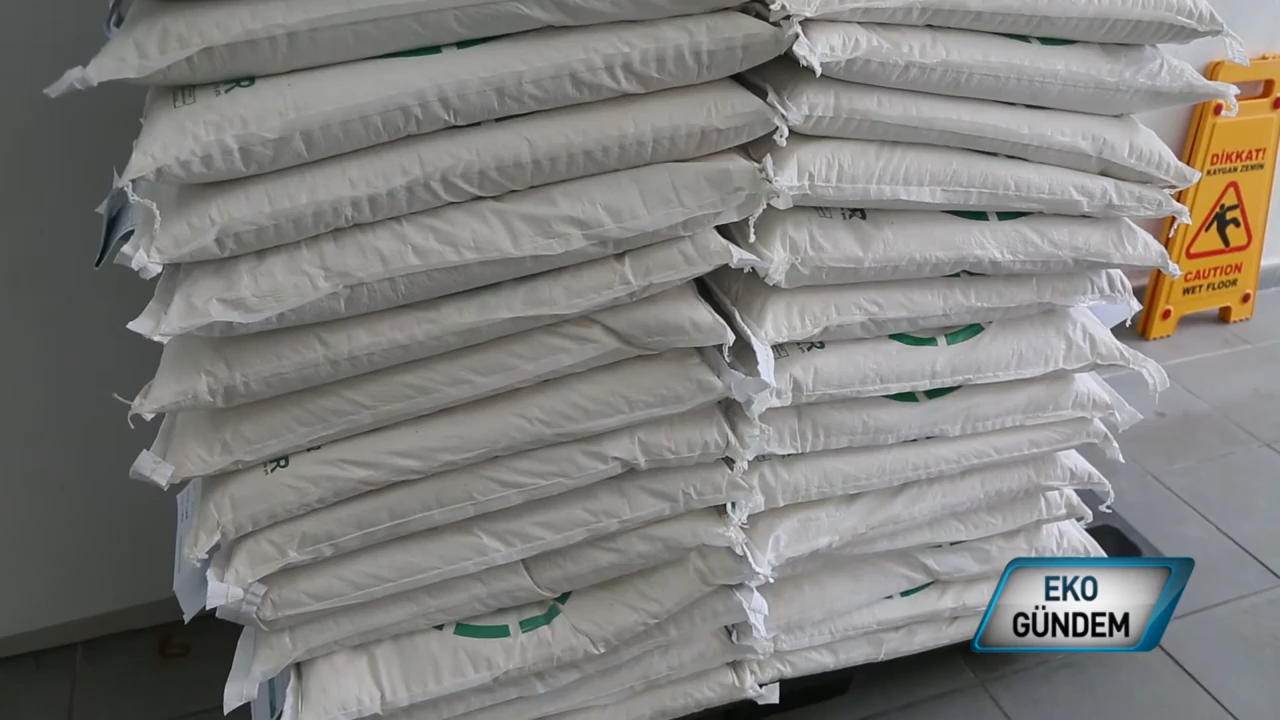 DİKKAT!
KAYGAN ZEMİN
CAUTION
WET FLOOR
EKO
GÜNDEM
R
R
R
R